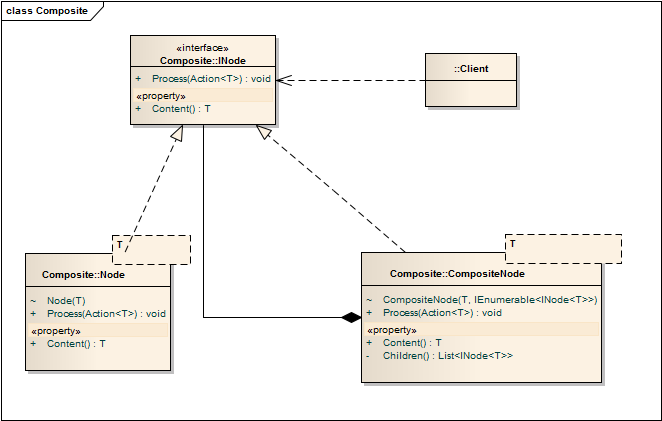 class Composite
«interface»
Composite::INode
+ Process(Action<T>) : void
«property»
+ Content() : T
::Client
T
Composite::Node
~ Node(T)
+ Process(Action<T>) : void
«property»
+ Content() : T
T
Composite::CompositeNode
~ CompositeNode(T, IEnumerable<INode<T>>)
+ Process(Action<T>) : void
«property»
+ Content() : T
- Children() : List<INode<T>>